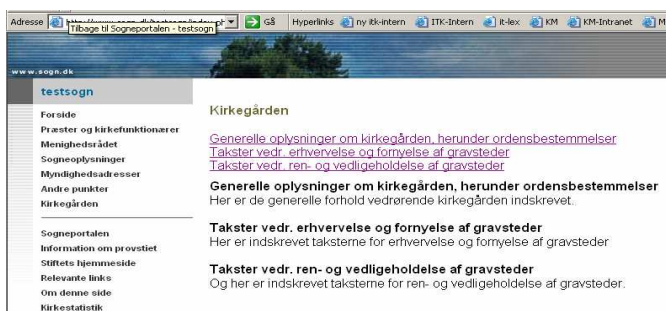 Adresse
Gå
Hyperlinks
ny itk-intern
ITK-Intern
it-lex
KM
KM-Intranet
M
Tilbage til Sogneportalen - testsogn
www.sogn.dk
testsogn
Forside
Præster og kirkefunktionærer
Menighedsrådet
Sogneoplysninger
Myndighedsadresser
Andre punkter
Kirkegården
Sogneportalen
Information om provstiet
Stiftets hjemmeside
Relevante links
Om denne side
Kirkestatistik
Kirkegården
Generelle oplysninger om kirkegården, herunder ordensbestemmelser
Takster vedr. erhvervelse og fornyelse af gravsteder
Takster vedr. ren- og vedligeholdelse af gravsteder
Generelle oplysninger om kirkegården, herunder ordensbestemmelser
Her er de generelle forhold vedrørende kirkegården indskrevet.
Takster vedr. erhvervelse og fornyelse af gravsteder
Her er indskrevet taksterne for erhvervelse og fornyelse af gravsteder
Takster vedr. ren- og vedligeholdelse af gravsteder
Og her er indskrevet taksterne for ren- og vedligeholdelse af gravsteder.